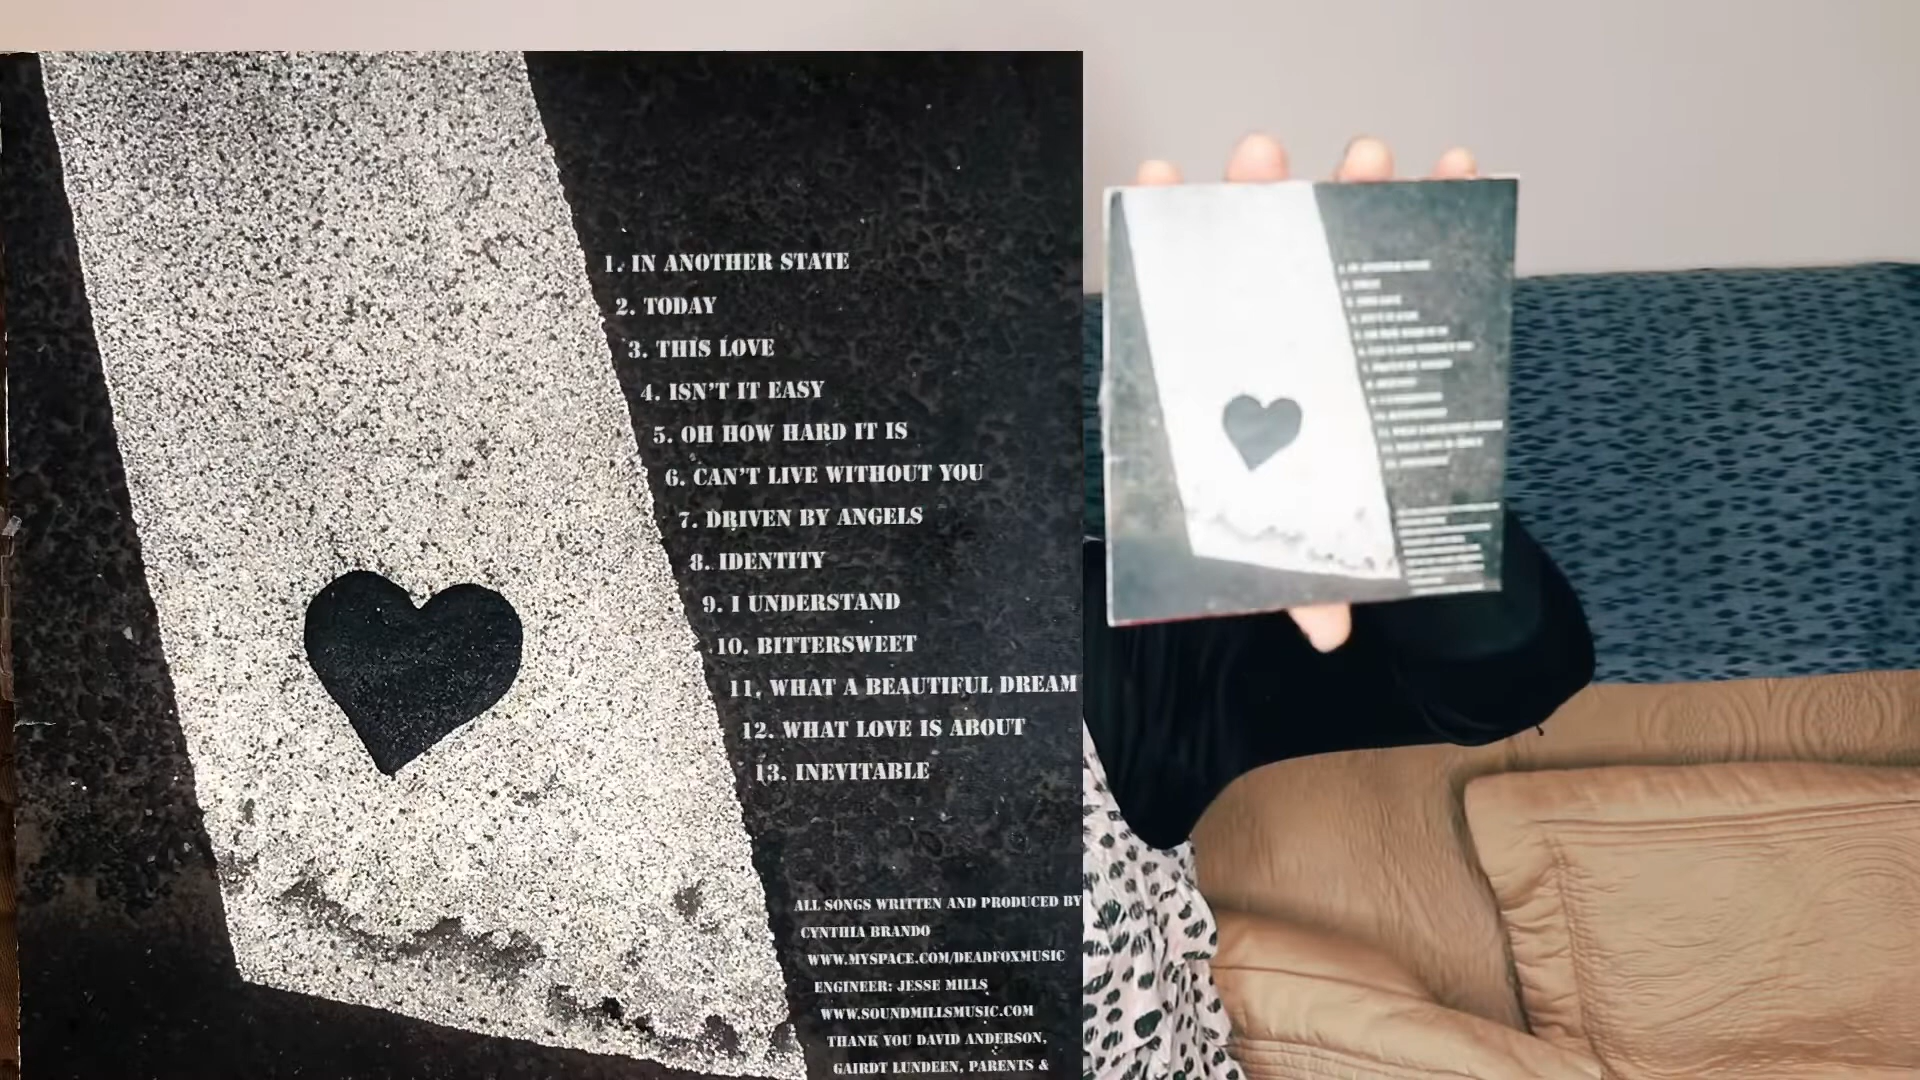 1. IN ANOTHER STATE
2. TODAY
3. THIS LOVE
4. ISN'T IT EASY
5. OH HOW HARD IT IS
6. CAN'T LIVE WITHOUT YOU
7. DRIVEN BY ANGELS
8. IDENTITY
9. I UNDERSTAND
10. BITTERSWEET
11, WHAT A BEAUTIFUL DREAM
12. WHAT LOVE IS ABOUT
13. INEVITABLE
ALL SONGS WRITTEN AND PRODUCED BY
CYNTHIA BRANDO
WWW.MYSPACE.COM/DEADFOXMUSIC
ENGINEER: JESSE MILLS
WWW.SOUNDMILLSMUSIC.COM
THANK YOU DAVID ANDERSON,
GAIRDT LUNDEEN, PARENTS &